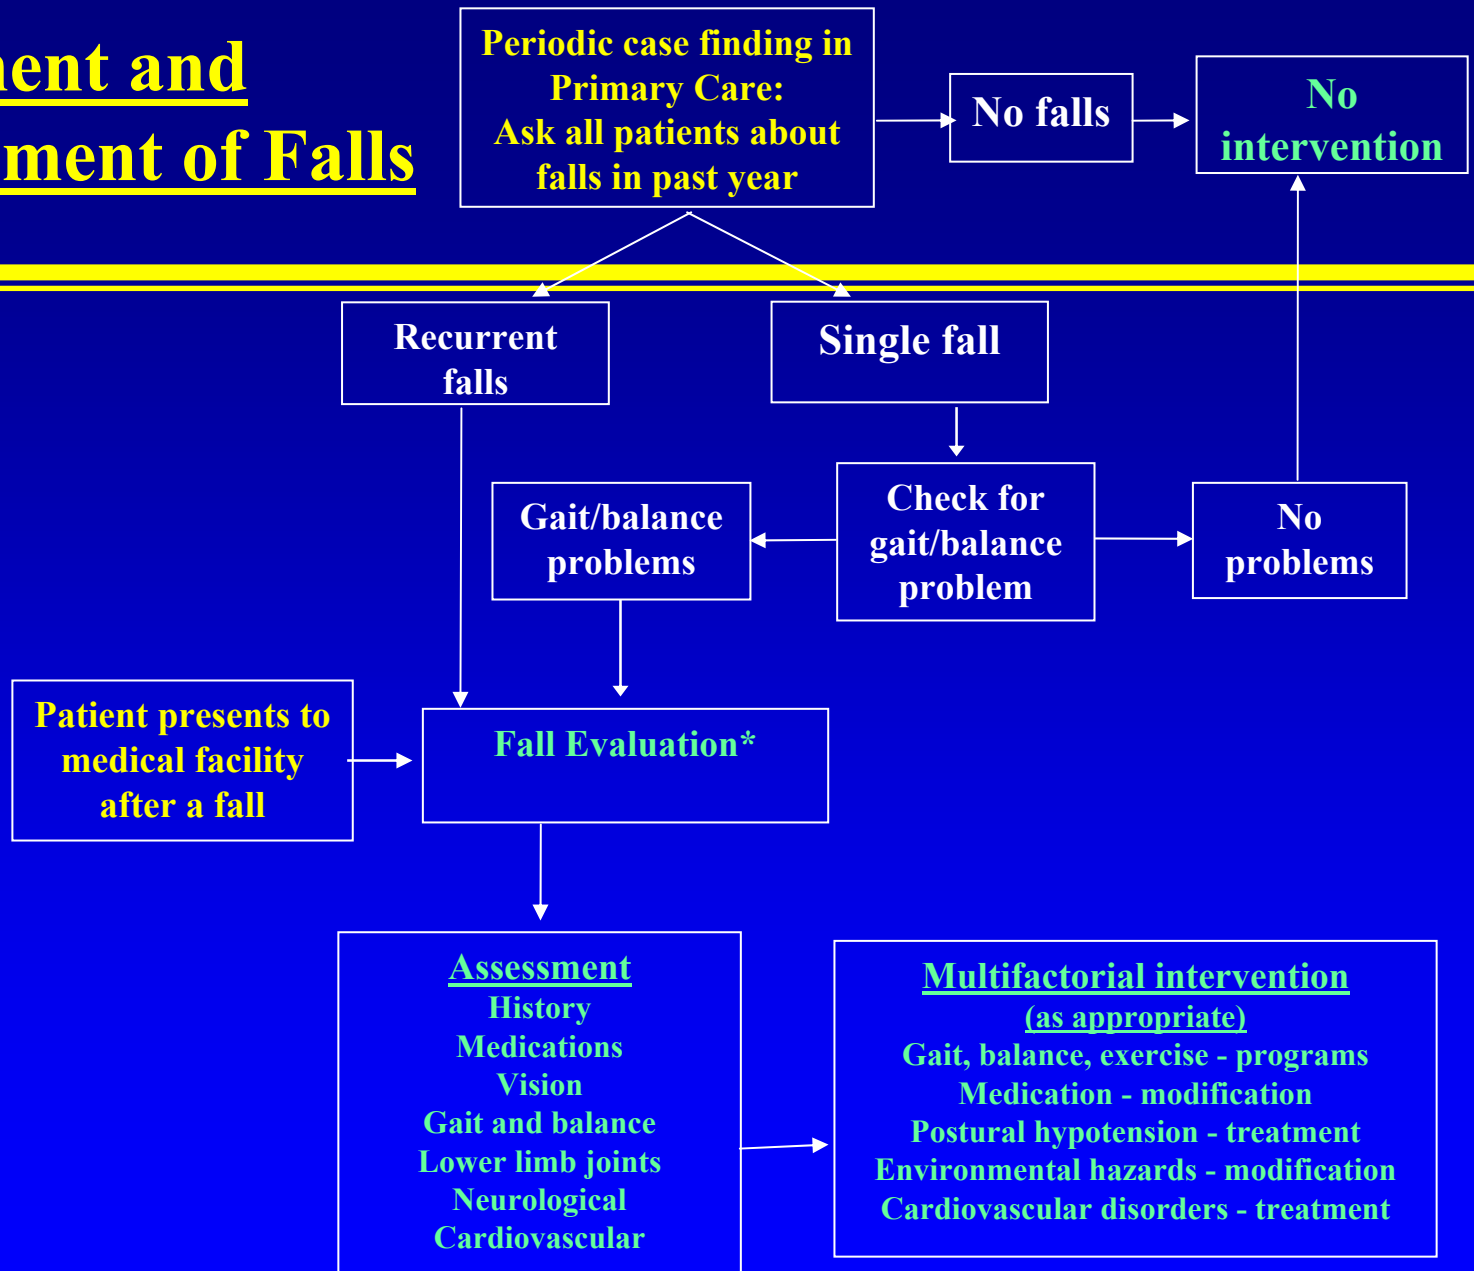 ment and
ment of Falls
Periodic case finding in
Primary Care:
Ask all patients about
falls in past year
No falls
No
intervention
Recurrent
falls
Single fall
Gait/balance
problems
Check for
gait/balance
problem
No
problems
Patient presents to
medical facility
after a fall
Fall Evaluation*
Assessment
History
Medications
Vision
Gait and balance
Lower limb joints
Neurological
Cardiovascular
Multifactorial intervention
(as appropriate)
Gait, balance, exercise - programs
Medication - modification
Postural hypotension - treatment
Environmental hazards - modification
Cardiovascular disorders - treatment